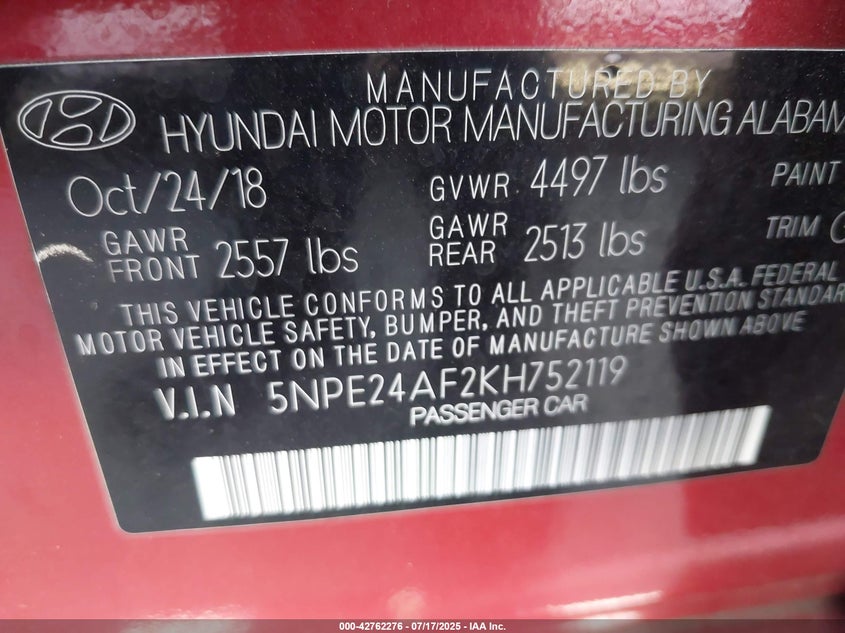 MANUFACTURED BY
HYUNDAI MOTOR MANUFACTURING ALABAM
Oct/24/18 GVWR 4497 lbs PAINT
GAWR FRONT 2557 lbs GAWR REAR 2513 lbs TRIM
THIS VEHICLE CONFORMS TO ALL APPLICABLE U.S.A. FEDERAL
MOTOR VEHICLE SAFETY, BUMPER, AND THEFT PREVENTION STANDAR
IN EFFECT ON THE DATE OF MANUFACTURE SHOWN ABOVE
V.I.N 5NPE24AF2KH752119
PASSENGER CAR
000-42762276 - 07/17/2025 - IAA Inc.